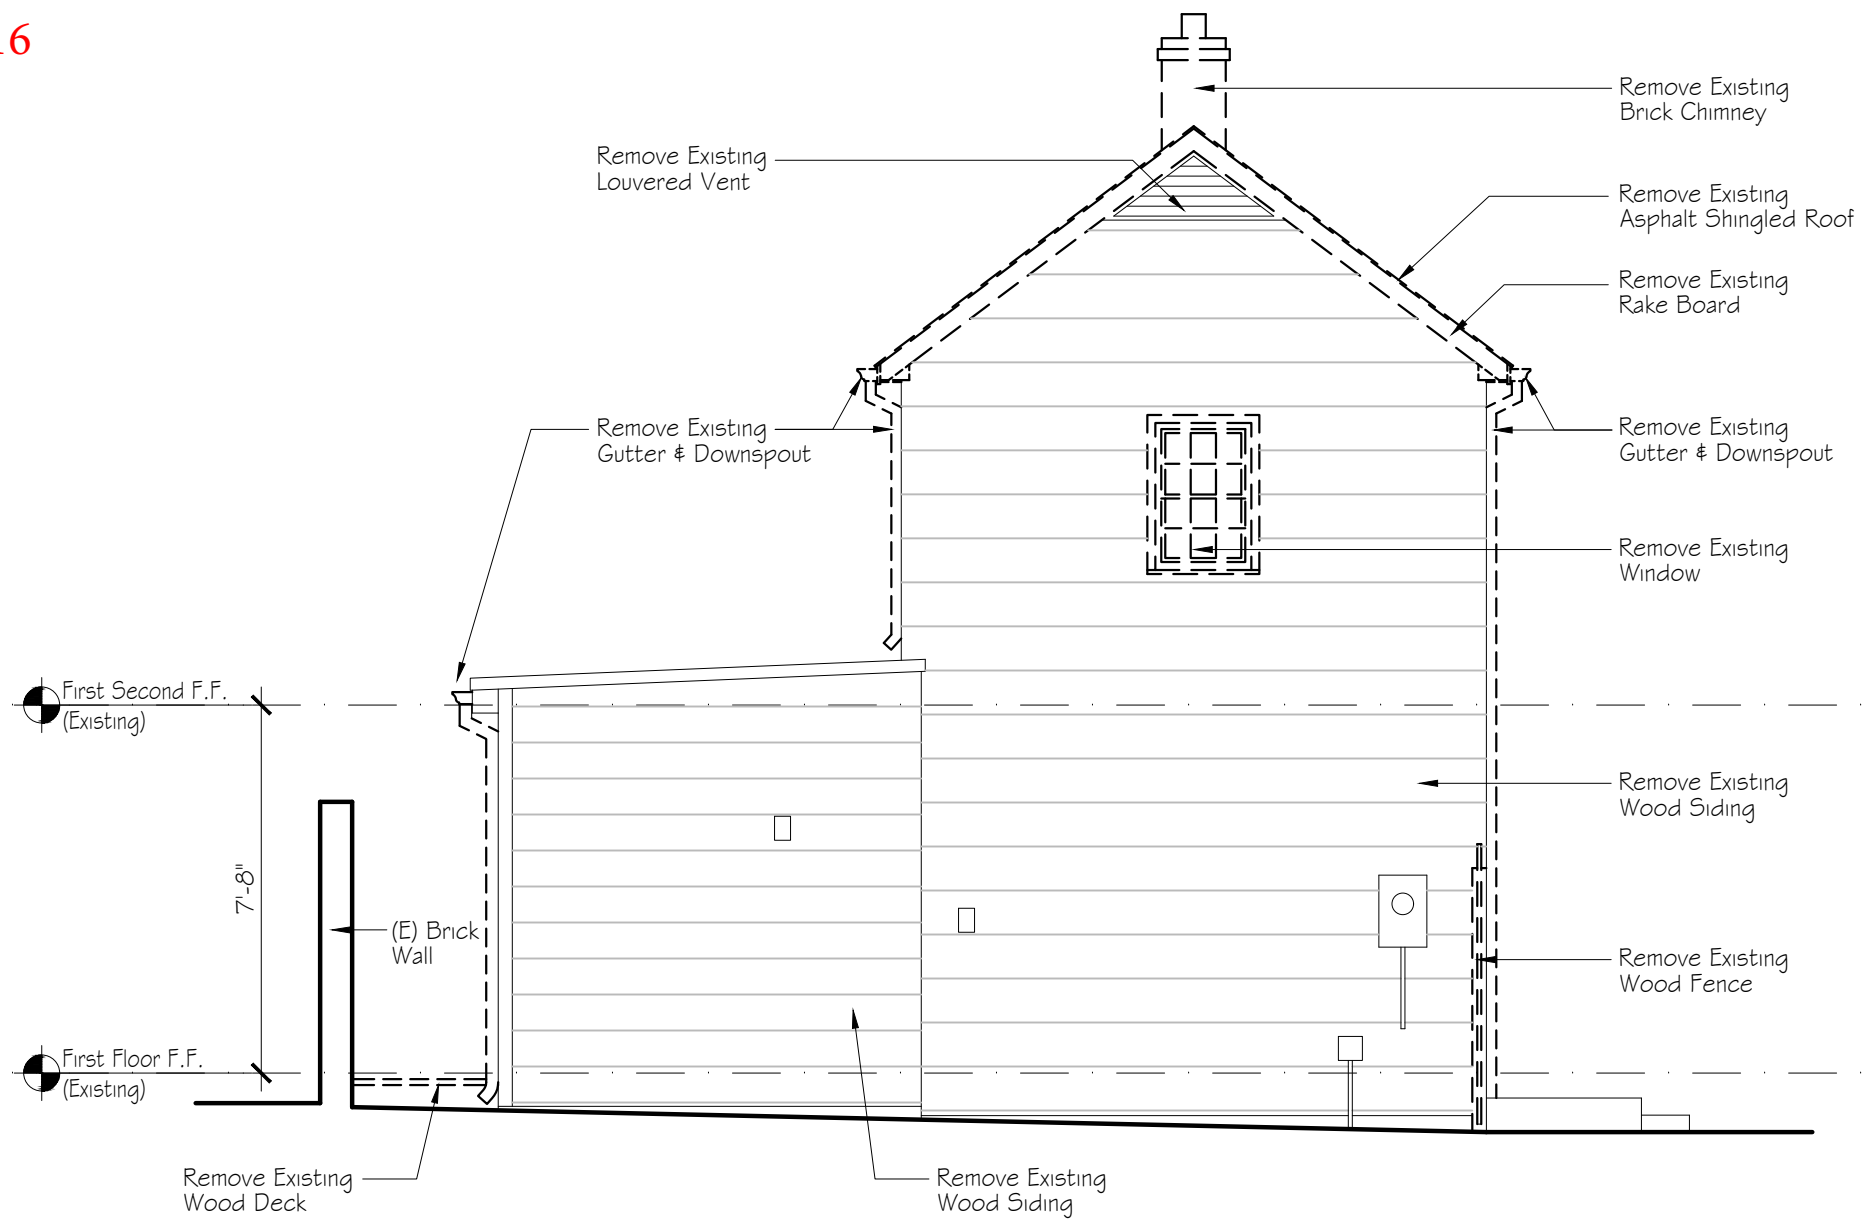 16
Remove Existing
Brick Chimney
Remove Existing
Louvered Vent
Remove Existing
Asphalt Shingled Roof
Remove Existing
Rake Board
Remove Existing
Gutter & Downspout
Remove Existing
Gutter & Downspout
Remove Existing
Window
First Second F.F.
(Existing)
Remove Existing
Wood Siding
7'-8"
(E) Brick
Wall
Remove Existing
Wood Fence
First Floor F.F.
(Existing)
Remove Existing
Wood Deck
Remove Existing
Wood Siding